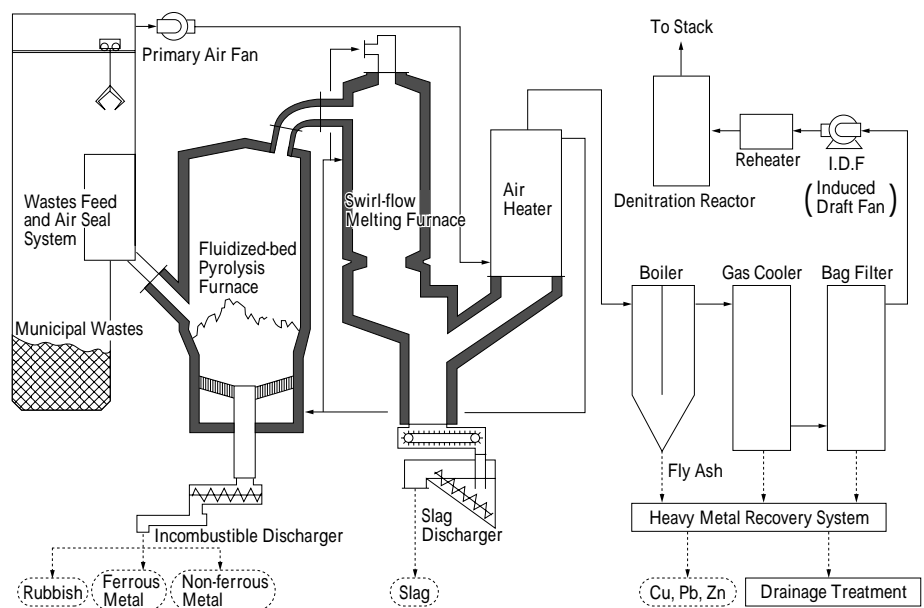 Primary Air Fan
To Stack
Reheater
I.D.F
(Induced
Draft Fan)
Denitration Reactor
Wastes Feed
and Air Seal
System
Swirl-flow
Melting Furnace
Air
Heater
Fluidized-bed
Pyrolysis
Furnace
Boiler
Gas Cooler
Bag Filter
Municipal Wastes
Fly Ash
Heavy Metal Recovery System
Incombustible Discharger
Slag
Discharger
Rubbish
Ferrous
Metal
Non-ferrous
Metal
Slag
Cu, Pb, Zn
Drainage Treatment